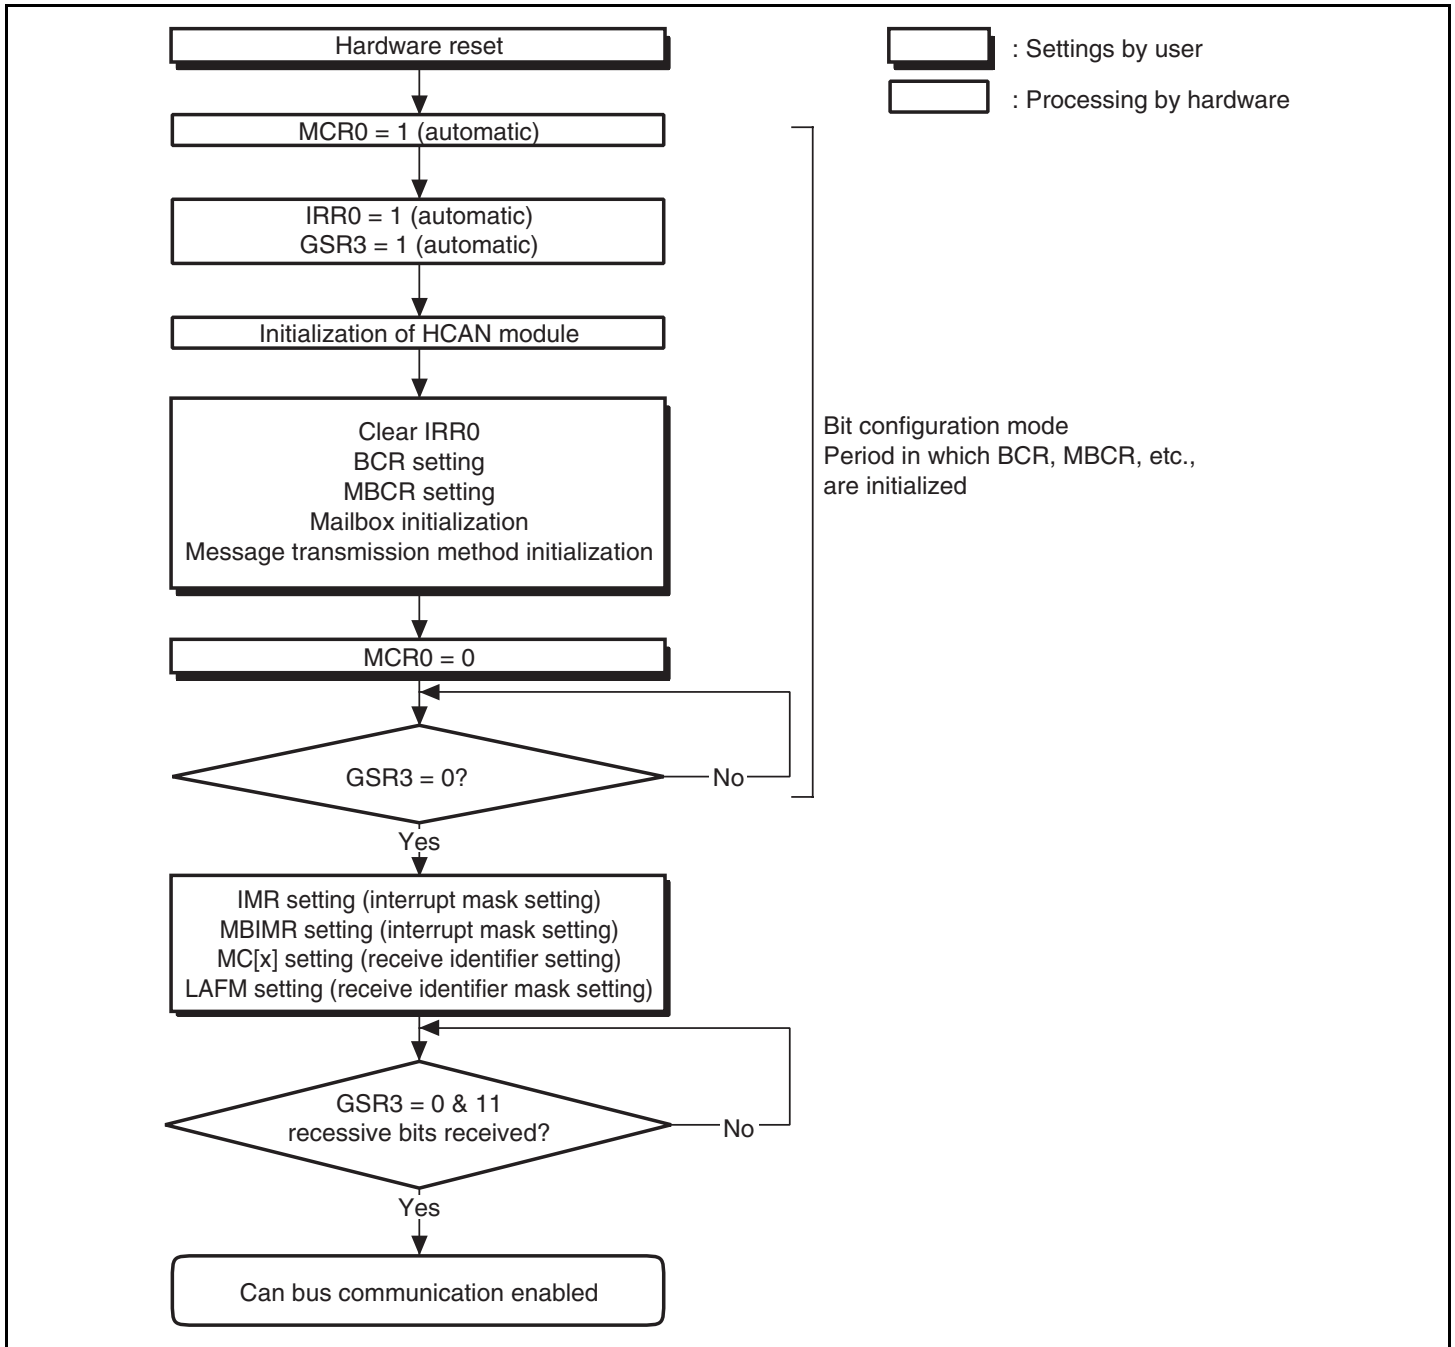 Hardware reset
: Settings by user
: Processing by hardware
MCR0 = 1 (automatic)
IRR0 = 1 (automatic)
GSR3 = 1 (automatic)
Initialization of HCAN module
Clear IRR0
BCR setting
MBCR setting
Mailbox initialization
Message transmission method initialization
Bit configuration mode
Period in which BCR, MBCR, etc.,
are initialized
MCR0 = 0
GSR3 = 0?
No
Yes
IMR setting (interrupt mask setting)
MBIMR setting (interrupt mask setting)
MC[x] setting (receive identifier setting)
LAFM setting (receive identifier mask setting)
GSR3 = 0 & 11
recessive bits received?
No
Yes
Can bus communication enabled